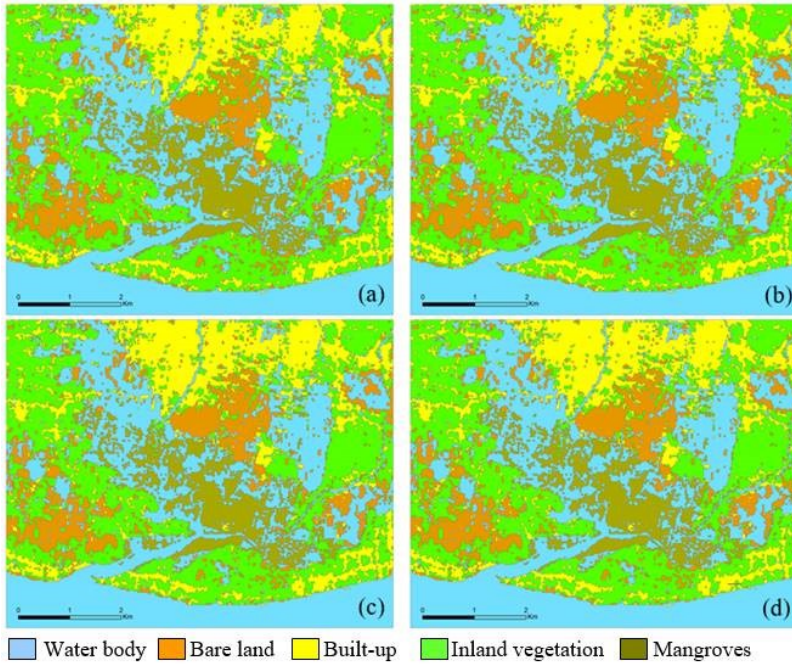 0 1 2
Km
(a)
0 1 2
Km
(b)
0 1 2
Km
(c)
0 1 2
Km
(d)
Water body Bare land Built-up Inland vegetation Mangroves